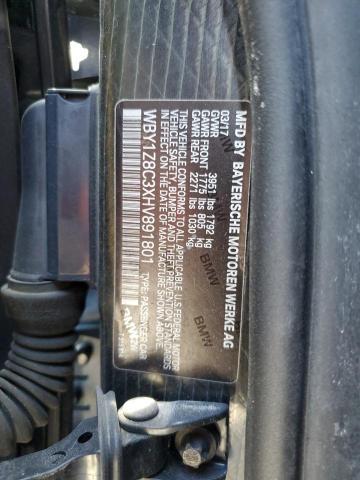 MFD BY BAYERISCHE MOTOREN WERKE AG
03/17
GVWR 3951 lbs 1792 kg
GAWR FRONT 1775 lbs 805 kg
GAWR REAR 2271 lbs 1030 kg
THIS VEHICLE CONFORMS TO ALL APPLICABLE U.S. FEDERAL MOTOR
VEHICLE SAFETY, BUMPER, AND THEFT PREVENTION STANDARDS
IN EFFECT ON THE DATE OF MANUFACTURE SHOWN ABOVE.
WBY1Z8C3XHV891801 TYPE: PASSENGER CAR
BMW
BMW
BMW